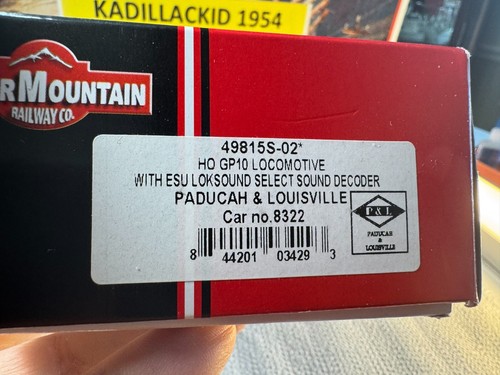 KADILLACKID 1954
RMOUNTAIN
RAILWAY CO.
49815S-02*
HO GP10 LOCOMOTIVE
WITH ESU LOKSOUND SELECT SOUND DECODER
PADUCAH & LOUISVILLE
Car no.8322
8 44201 03429 3
P&L
PADUCAH
&
LOUISVILLE